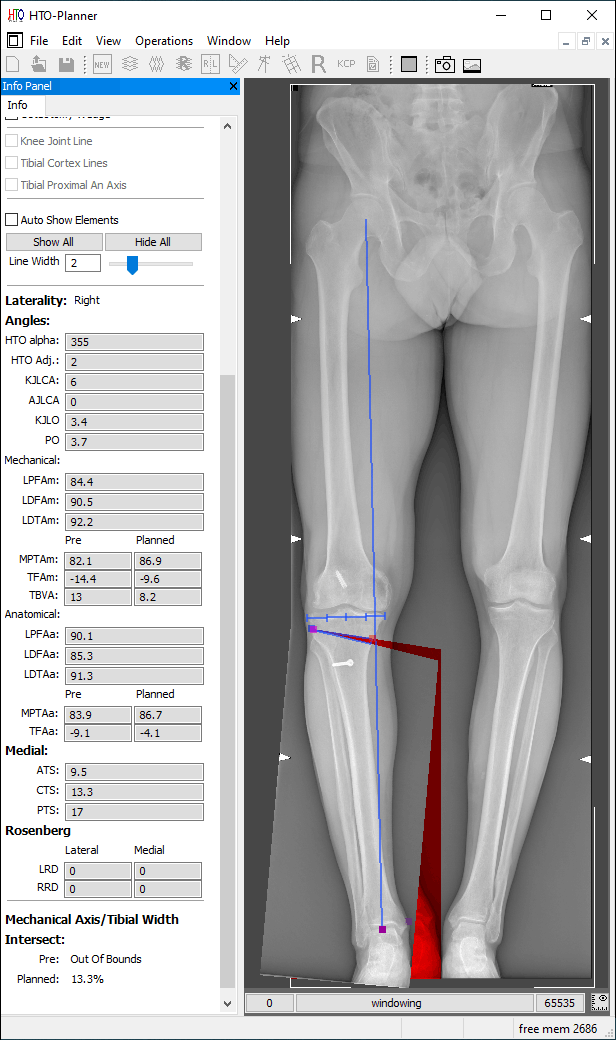 HTO HTO-Planner
File Edit View Operations Window Help
NEW R L R KCP
Info Panel
Info
Knee Joint Line
Tibial Cortex Lines
Tibial Proximal An Axis
Auto Show Elements
Show All Hide All
Line Width 2
Laterality: Right
Angles:
HTO alpha: 355
HTO Adj.: 2
KJLCA: 6
AJLCA 0
KJLO 3.4
PO 3.7
Mechanical:
LPFAm: 84.4
LDFAm: 90.5
LDTAm: 92.2
Pre Planned
MPTAm: 82.1 86.9
TFAm: -14.4 -9.6
TBVA: 13 8.2
Anatomical:
LPFAa: 90.1
LDFAa: 85.3
LDTAa: 91.3
Pre Planned
MPTAa: 83.9 86.7
TFAa: -9.1 -4.1
Medial:
ATS: 9.5
CTS: 13.3
PTS: 17
Rosenberg
Lateral Medial
LRD 0 0
RRD 0 0
Mechanical Axis/Tibial Width
Intersect:
Pre: Out Of Bounds
Planned: 13.3%
0 windowing 65535
free mem 2686